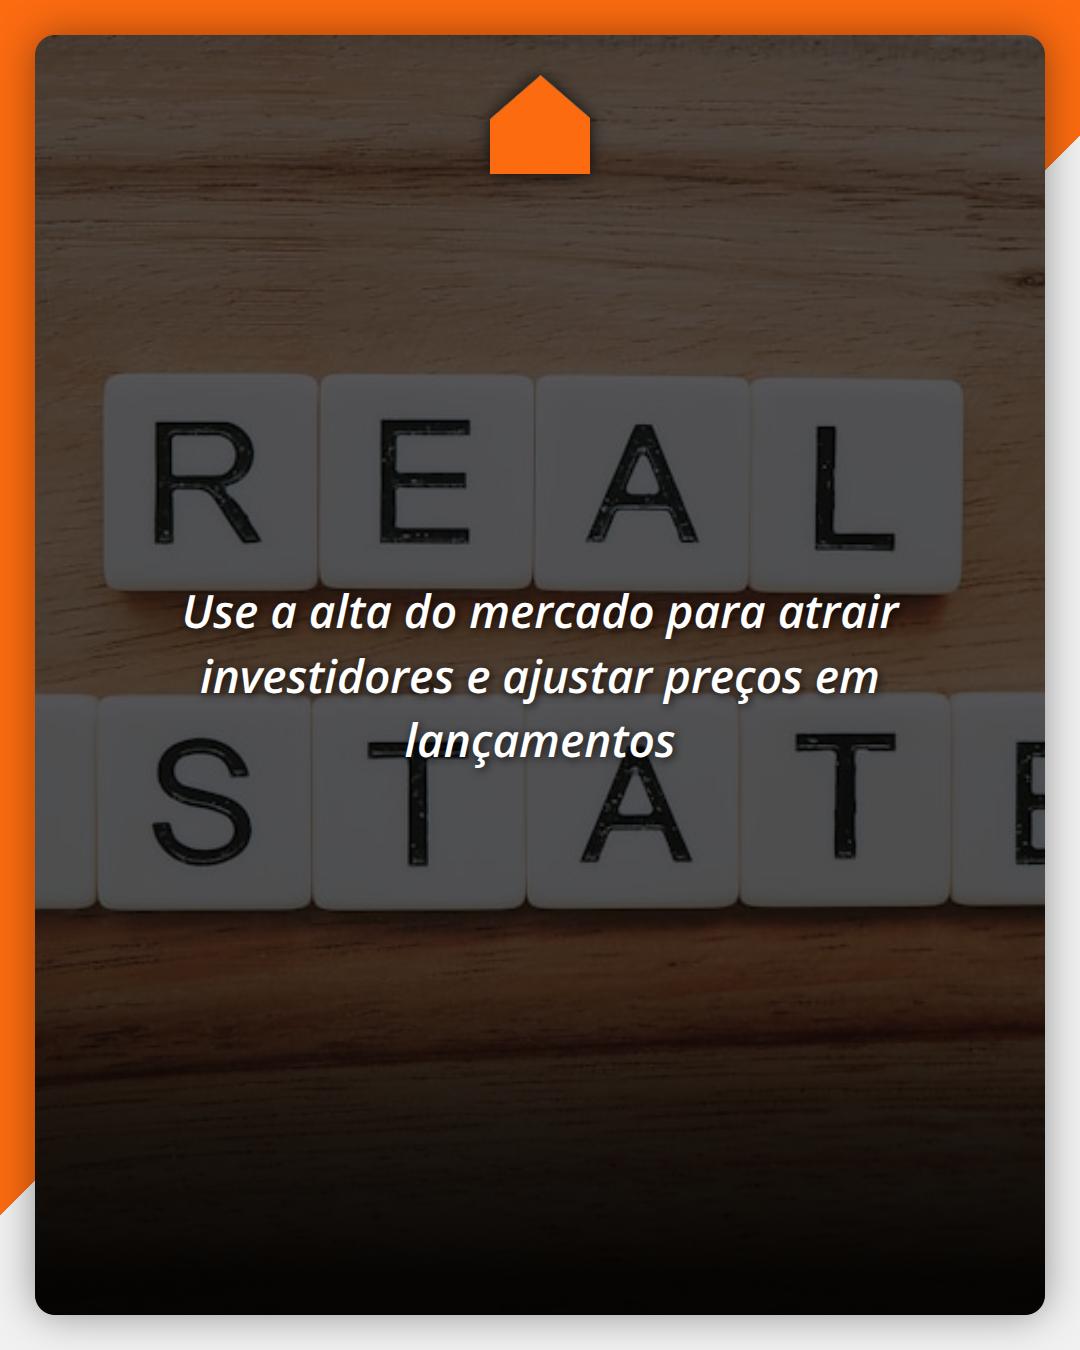 REAL
Use a alta do mercado para atrair
investidores e ajustar preços em
lançamentos
STATE